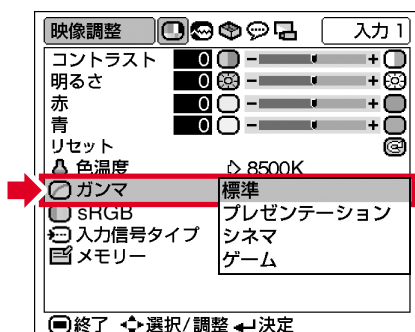 映像調整 入力 1
コントラスト 0 - +
明るさ 0 - +
赤 0 - +
青 0 - +
リセット
色温度 8500K
ガンマ 標準
sRGB プレゼンテーション
入力信号タイプ シネマ
メモリー ゲーム
終了 選択/調整 決定